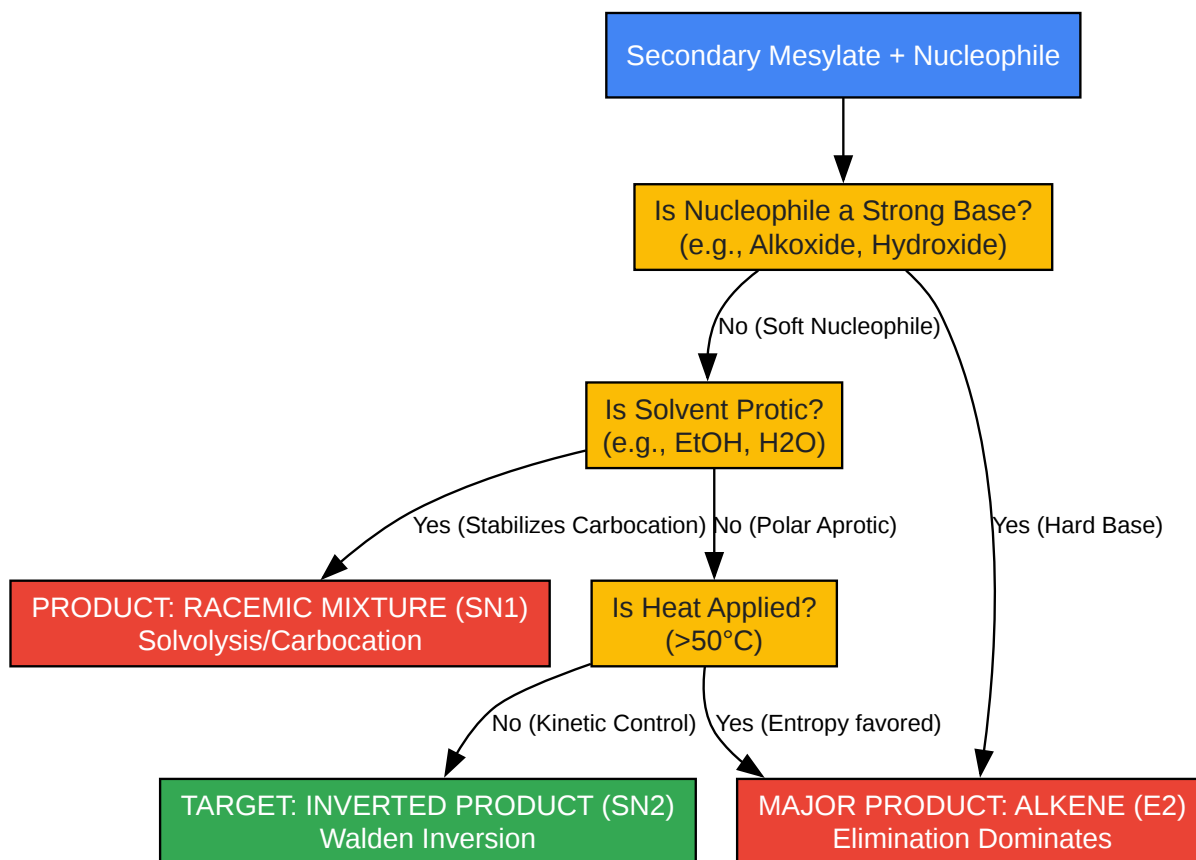 Secondary Mesylate + Nucleophile
Is Nucleophile a Strong Base?
(e.g., Alkoxide, Hydroxide)
No (Soft Nucleophile)
Is Solvent Protic?
(e.g., EtOH, H2O)
Yes (Stabilizes Carbocation)
No (Polar Aprotic)
Yes (Hard Base)
PRODUCT: RACEMIC MIXTURE (SN1)
Solvolysis/Carbocation
Is Heat Applied?
(>50°C)
No (Kinetic Control)
Yes (Entropy favored)
TARGET: INVERTED PRODUCT (SN2)
Walden Inversion
MAJOR PRODUCT: ALKENE (E2)
Elimination Dominates